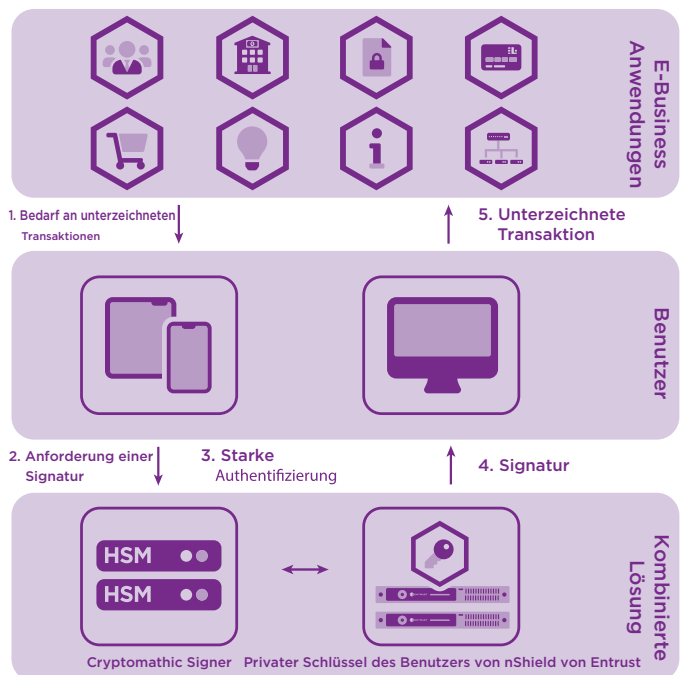 E-Business
Anwendungen
1. Bedarf an unterzeichneten
Transaktionen
5. Unterzeichnete
Transaktion
Benutzer
2. Anforderung einer
Signatur
3. Starke
Authentifizierung
4. Signatur
HSM
HSM
Kombinierte
Lösung
Cryptomathic Signer
Privater Schlüssel des Benutzers von nShield von Entrust